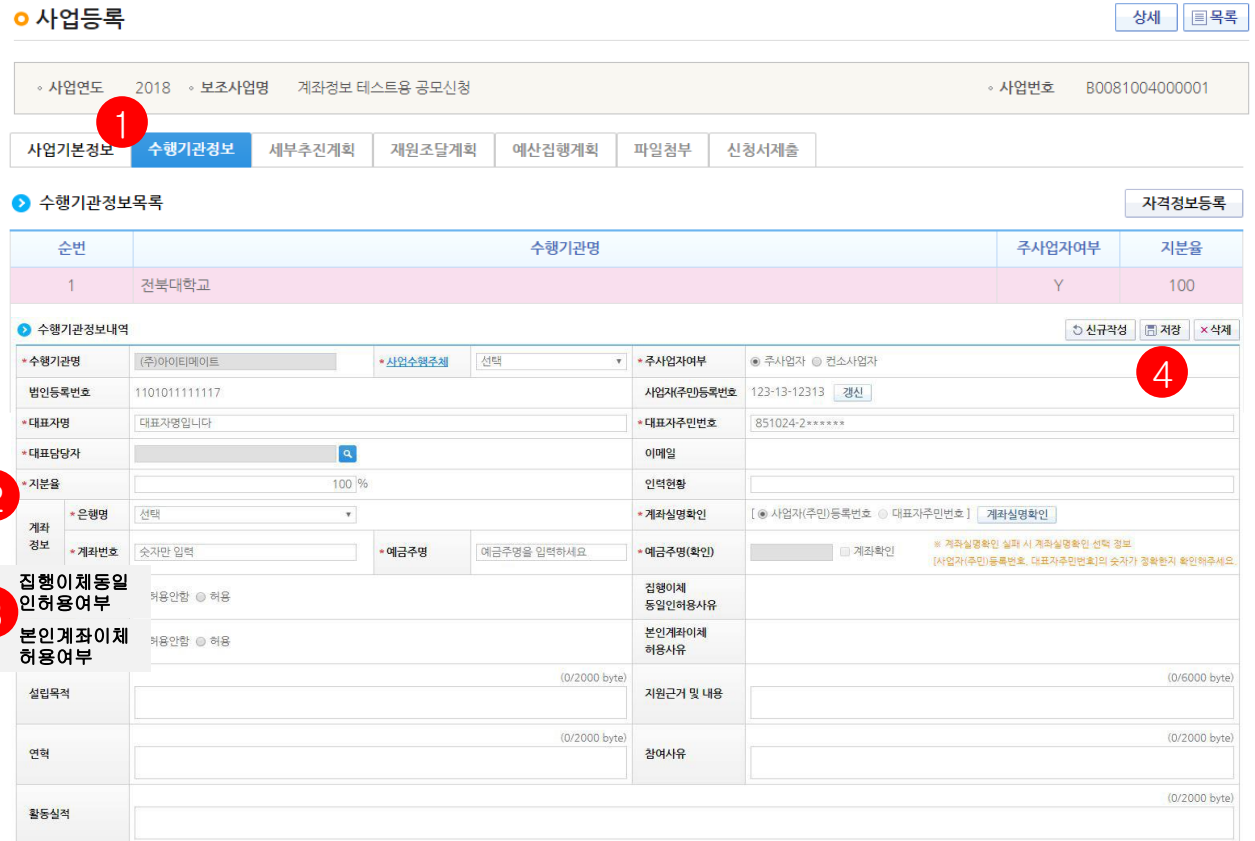 사업등록
상세 목록
사업연도 2018 보조사업명 계좌정보 테스트용 공모신청 사업번호 B0081004000001
1
사업기본정보 수행기관정보 세부추진계획 재원조달계획 예산집행계획 파일첨부 신청서제출
수행기관정보목록 자격정보등록
순번 수행기관명 주사업자여부 지분율
1 전북대학교 Y 100
수행기관정보내역 신규작성 저장 ×삭제
*수행기관명 (주)아이티메이트 *사업수행주체 선택 *주사업자여부 주사업자 컨소사업자
4
법인등록번호 1101011111117 사업자(주민)등록번호 123-13-12313 갱신
*대표자명 대표자명입니다 *대표자주민번호 851024-2******
*대표담당자 이메일
*지분율 100 % 인력현황
계좌정보 *은행명 선택 *계좌실명확인 [ 사업자(주민)등록번호 대표자주민번호 ] 계좌실명확인
*계좌번호 숫자만 입력 *예금주명 예금주명을 입력하세요 *예금주명(확인) 계좌확인 ※ 계좌실명확인 실패 시 계좌실명확인 선택 정보
[사업자(주민)등록번호, 대표자주민번호]의 숫자가 정확한지 확인해주세요.
집행이체동일
인허용여부
허용안함 허용 집행이체
동일인허용사유
본인계좌이체
허용여부
허용안함 허용 본인계좌이체
허용사유
설립목적 (0/2000 byte) 지원근거 및 내용 (0/6000 byte)
연혁 (0/2000 byte) 참여사유 (0/2000 byte)
활동실적 (0/2000 byte)